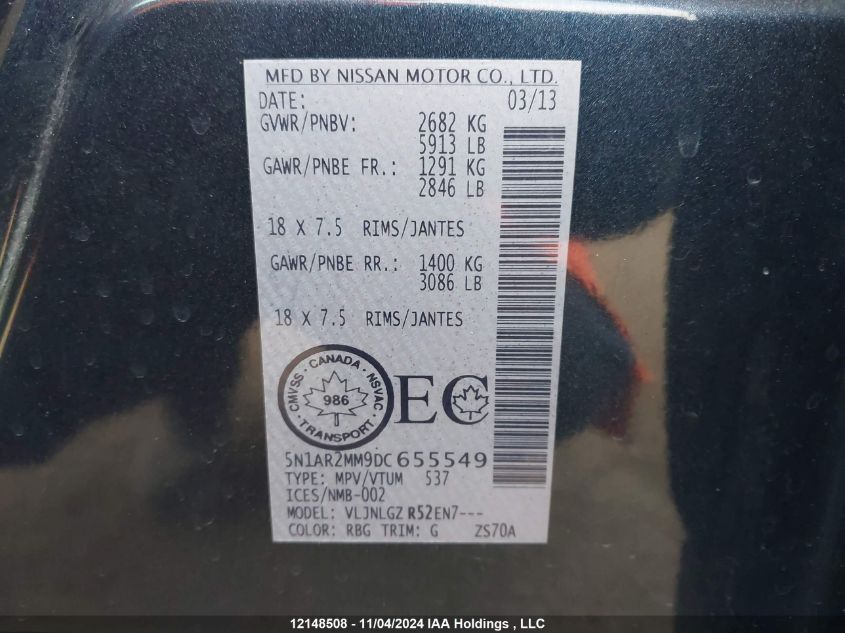 MFD BY NISSAN MOTOR CO., LTD.
DATE: 03/13
GVWR/PNBV: 2682 KG
5913 LB
GAWR/PNBE FR.: 1291 KG
2846 LB
18 X 7.5 RIMS/JANTES
GAWR/PNBE RR.: 1400 KG
3086 LB
18 X 7.5 RIMS/JANTES
CMVSS · CANADA · NSVAC · TRANSPORT ·
986
EC
5N1AR2MM9DC655549
TYPE: MPV/VTUM 537
ICES/NMB-002
MODEL: VLJNLGZ R52EN7---
COLOR: RBG TRIM: G ZS70A
12148508 - 11/04/2024 IAA Holdings , LLC